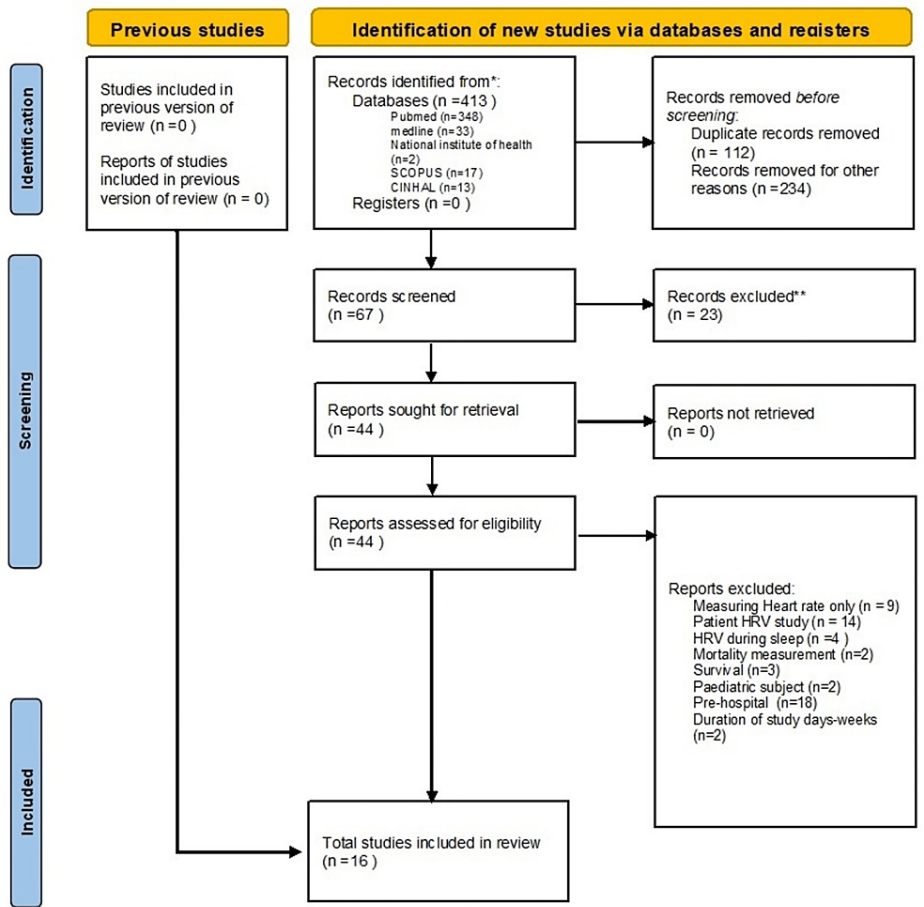 Previous studies
Identification of new studies via databases and registers
Identification
Studies included in
previous version of
review (n =0 )
Reports of studies
included in previous
version of review (n = 0)
Records identified from*:
Databases (n =413)
Pubmed (n=348)
medline (n=33)
National institute of health
(n=2)
SCOPUS (n=17)
CINHAL (n=13)
Registers (n =0 )
Records removed before
screening:
Duplicate records removed
(n = 112)
Records removed for other
reasons (n =234)
Screening
Records screened
(n =67 )
Records excluded**
(n = 23)
Reports sought for retrieval
(n =44 )
Reports not retrieved
(n = 0)
Reports assessed for eligibility
(n =44 )
Reports excluded:
Measuring Heart rate only (n = 9)
Patient HRV study (n = 14)
HRV during sleep (n =4 )
Mortality measurement (n=2)
Survival (n=3)
Paediatric subject (n=2)
Pre-hospital (n=18)
Duration of study days-weeks
(n=2)
Included
Total studies included in review
(n =16 )